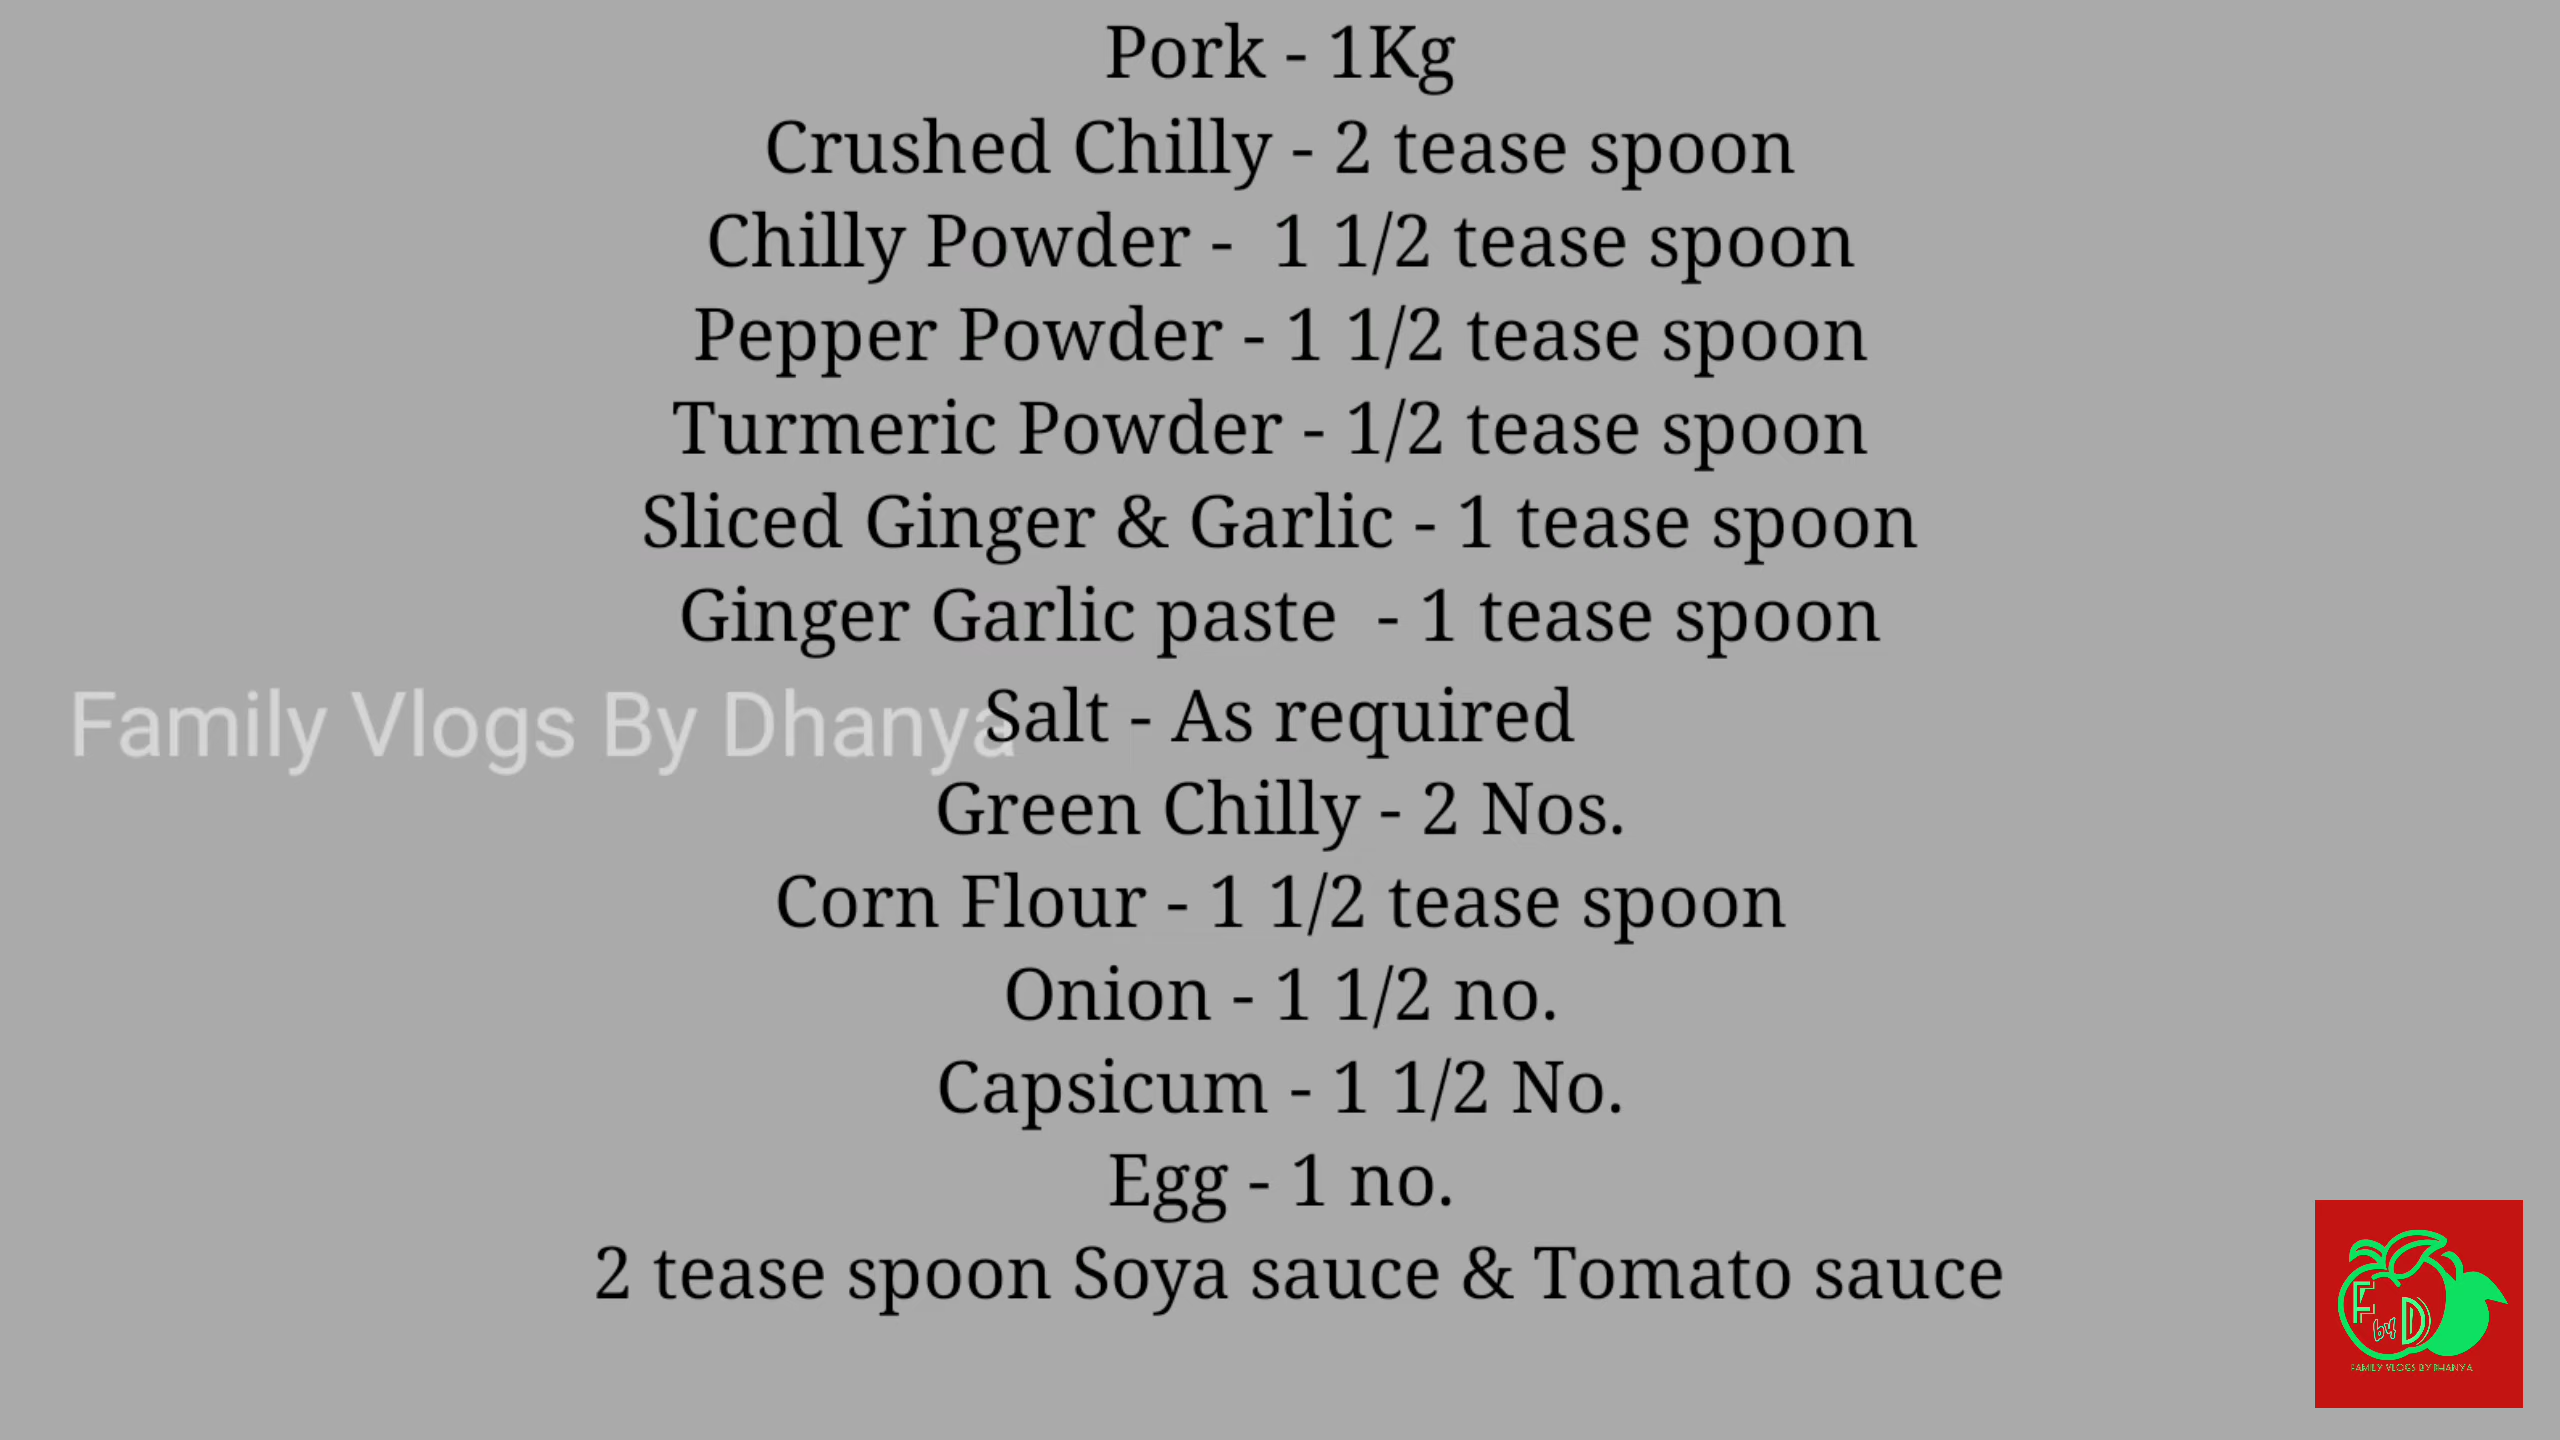 Pork - 1Kg
Crushed Chilly - 2 tease spoon
Chilly Powder - 1 1/2 tease spoon
Pepper Powder - 1 1/2 tease spoon
Turmeric Powder - 1/2 tease spoon
Sliced Ginger & Garlic - 1 tease spoon
Ginger Garlic paste - 1 tease spoon
Family Vlogs By Dhanya
Salt - As required
Green Chilly - 2 Nos.
Corn Flour - 1 1/2 tease spoon
Onion - 1 1/2 no.
Capsicum - 1 1/2 No.
Egg - 1 no.
2 tease spoon Soya sauce & Tomato sauce
F by D
FAMILY VLOGS BY DHANYA